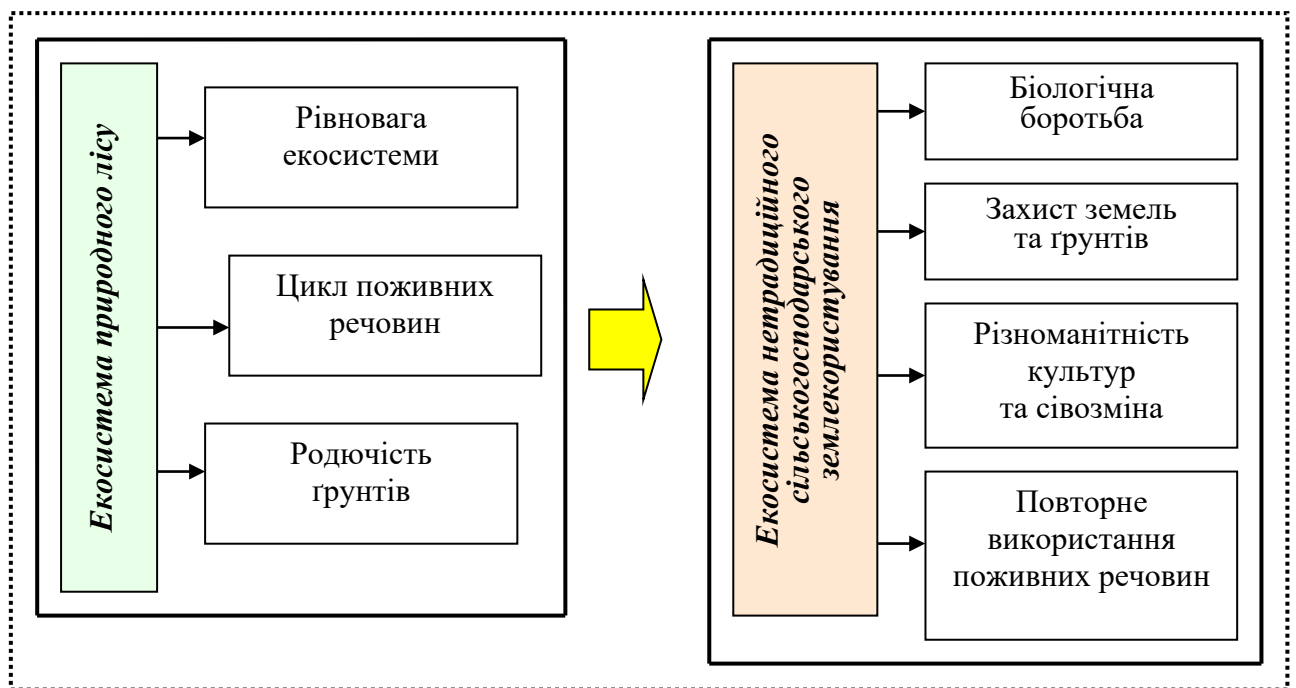 Екосистема природного лісу
Рівновага
екосистеми
Цикл поживних
речовин
Родючість
ґрунтів
Екосистема нетрадиційного
сільськогосподарського
землекористування
Біологічна
боротьба
Захист земель
та ґрунтів
Різноманітність
культур
та сівозміна
Повторне
використання
поживних речовин